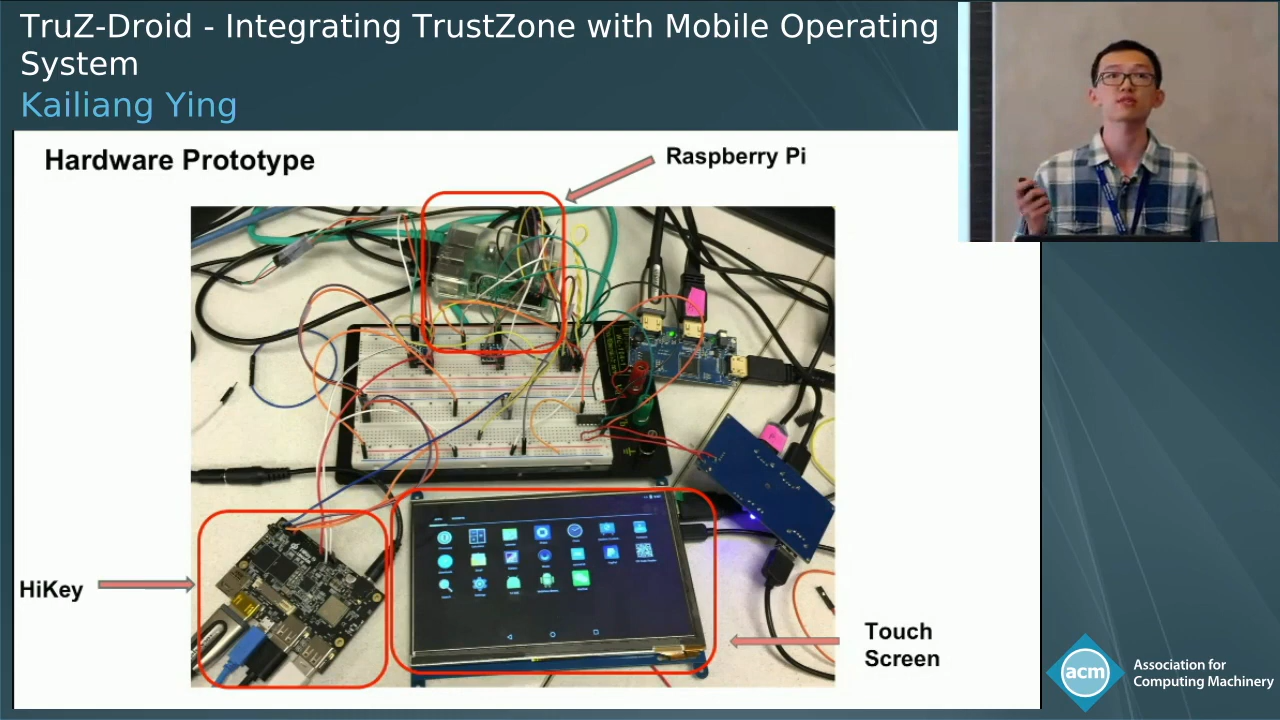 TruZ-Droid - Integrating TrustZone with Mobile Operating
System
Kailiang Ying
Hardware Prototype
Raspberry Pi
HiKey
Touch
Screen
acm
Association for
Computing Machinery